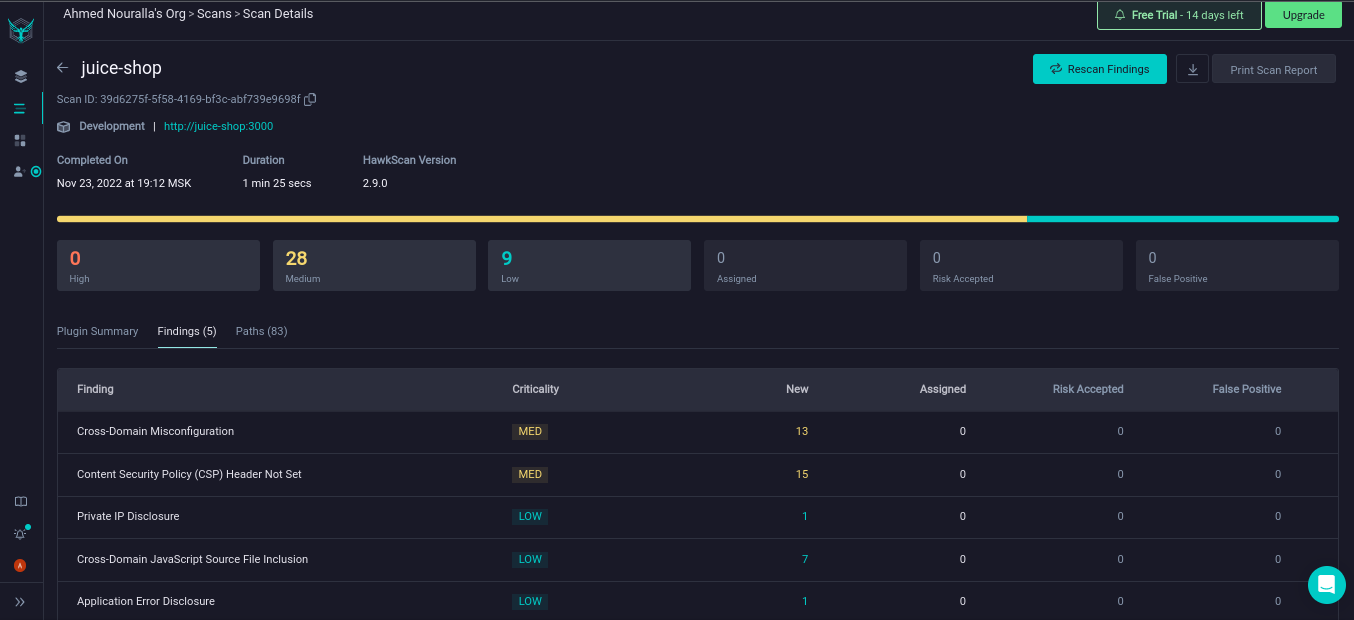 Ahmed Nouralla's Org > Scans > Scan Details
Free Trial - 14 days left
Upgrade
juice-shop
Rescan Findings
Print Scan Report
Scan ID: 39d6275f-5f58-4169-bf3c-abf739e9698f
Development | http://juice-shop:3000
Completed On Duration HawkScan Version
Nov 23, 2022 at 19:12 MSK 1 min 25 secs 2.9.0
0 28 9 0 0 0
High Medium Low Assigned Risk Accepted False Positive
Plugin Summary Findings (5) Paths (83)
Finding Criticality New Assigned Risk Accepted False Positive
Cross-Domain Misconfiguration MED 13 0 0 0
Content Security Policy (CSP) Header Not Set MED 15 0 0 0
Private IP Disclosure LOW 1 0 0 0
Cross-Domain JavaScript Source File Inclusion LOW 7 0 0 0
Application Error Disclosure LOW 1 0 0 0
A